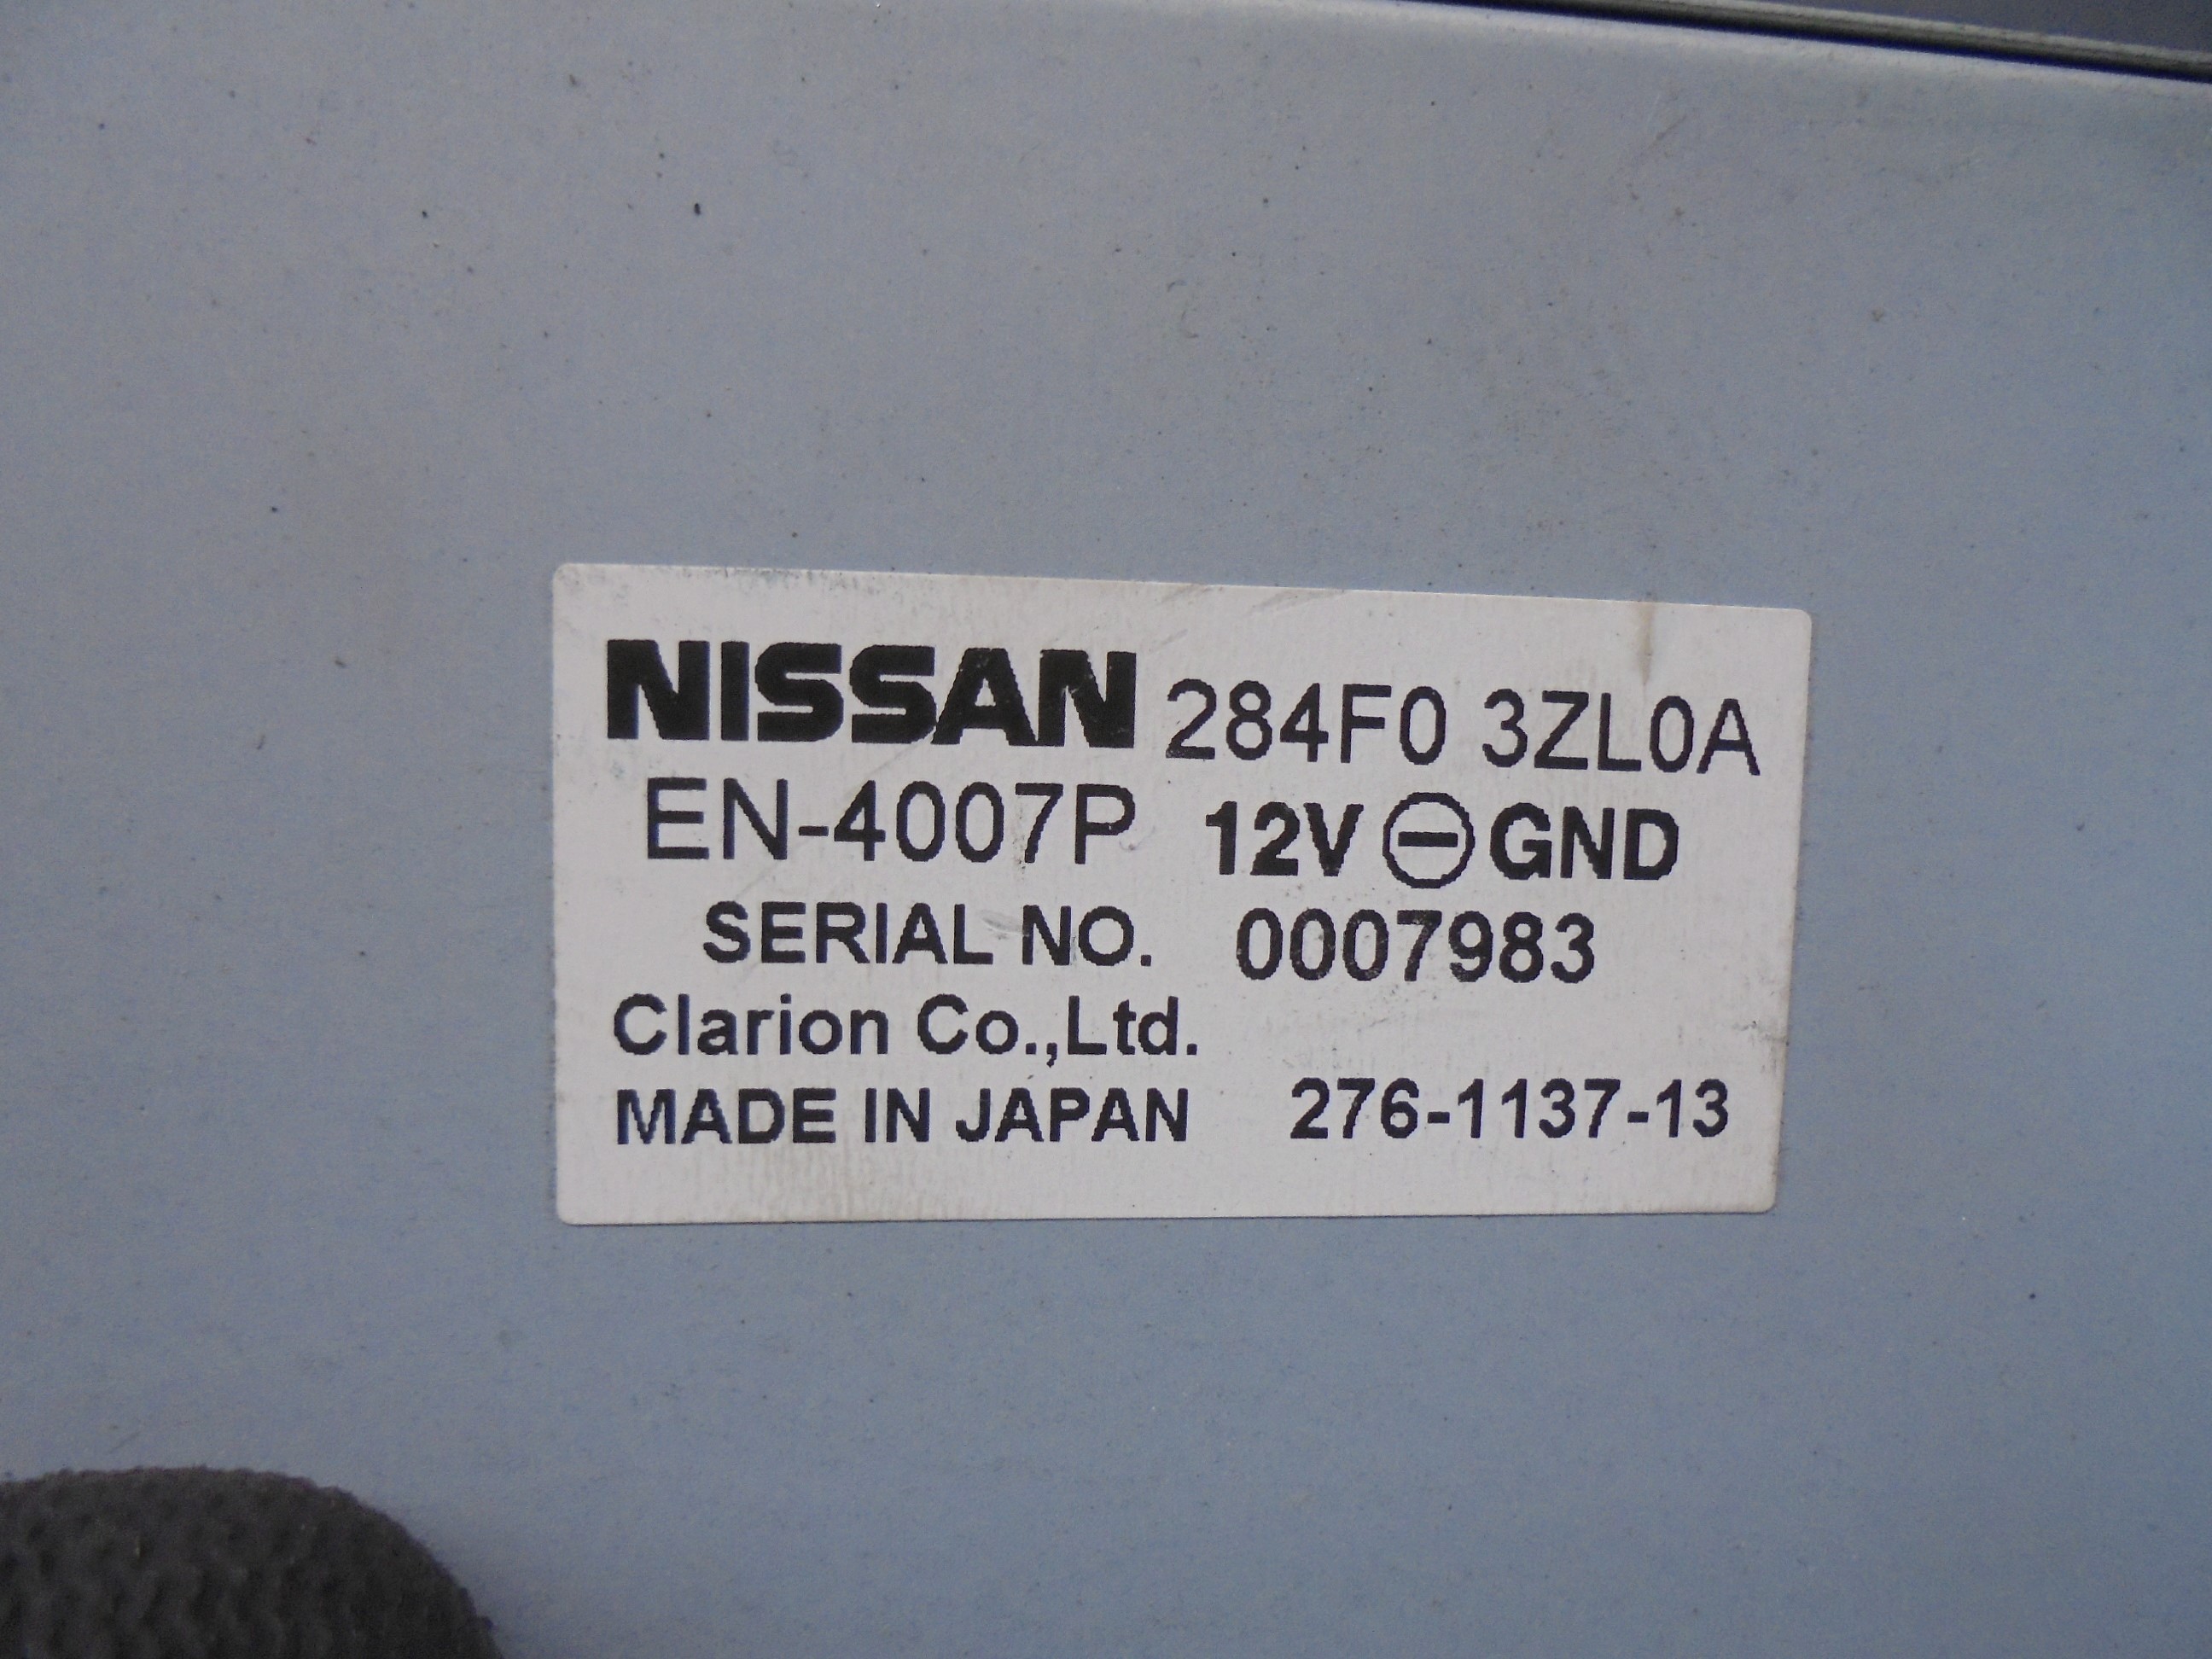 NISSAN 284F0 3ZL0A
EN-4007P 12V ⊖ GND
SERIAL NO. 0007983
Clarion Co.,Ltd.
MADE IN JAPAN 276-1137-13